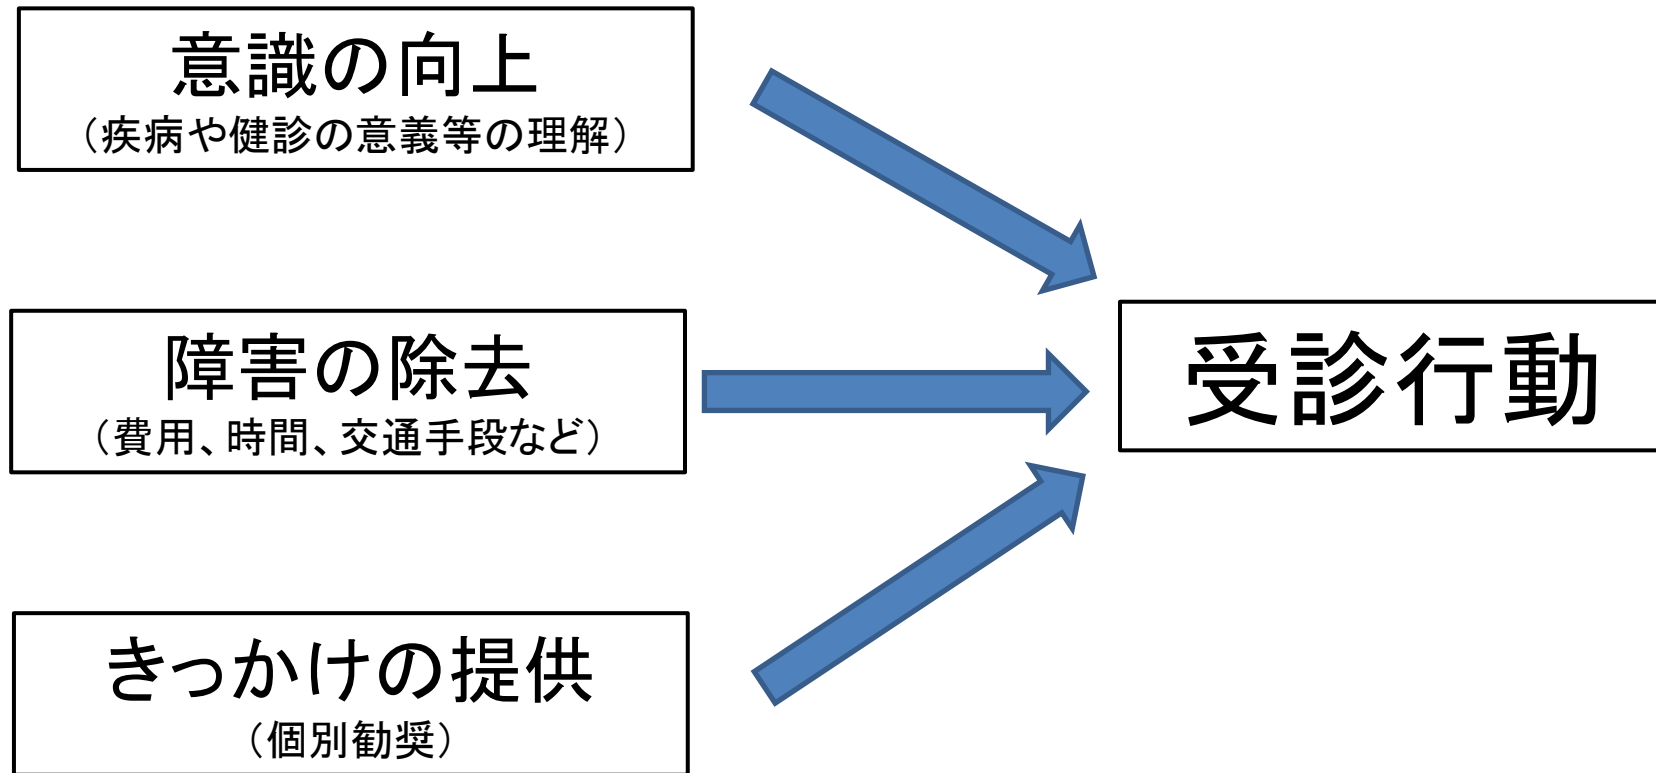 意識の向上
（疾病や健診の意義等の理解）
障害の除去
（費用、時間、交通手段など）
受診行動
きっかけの提供
（個別勧奨）